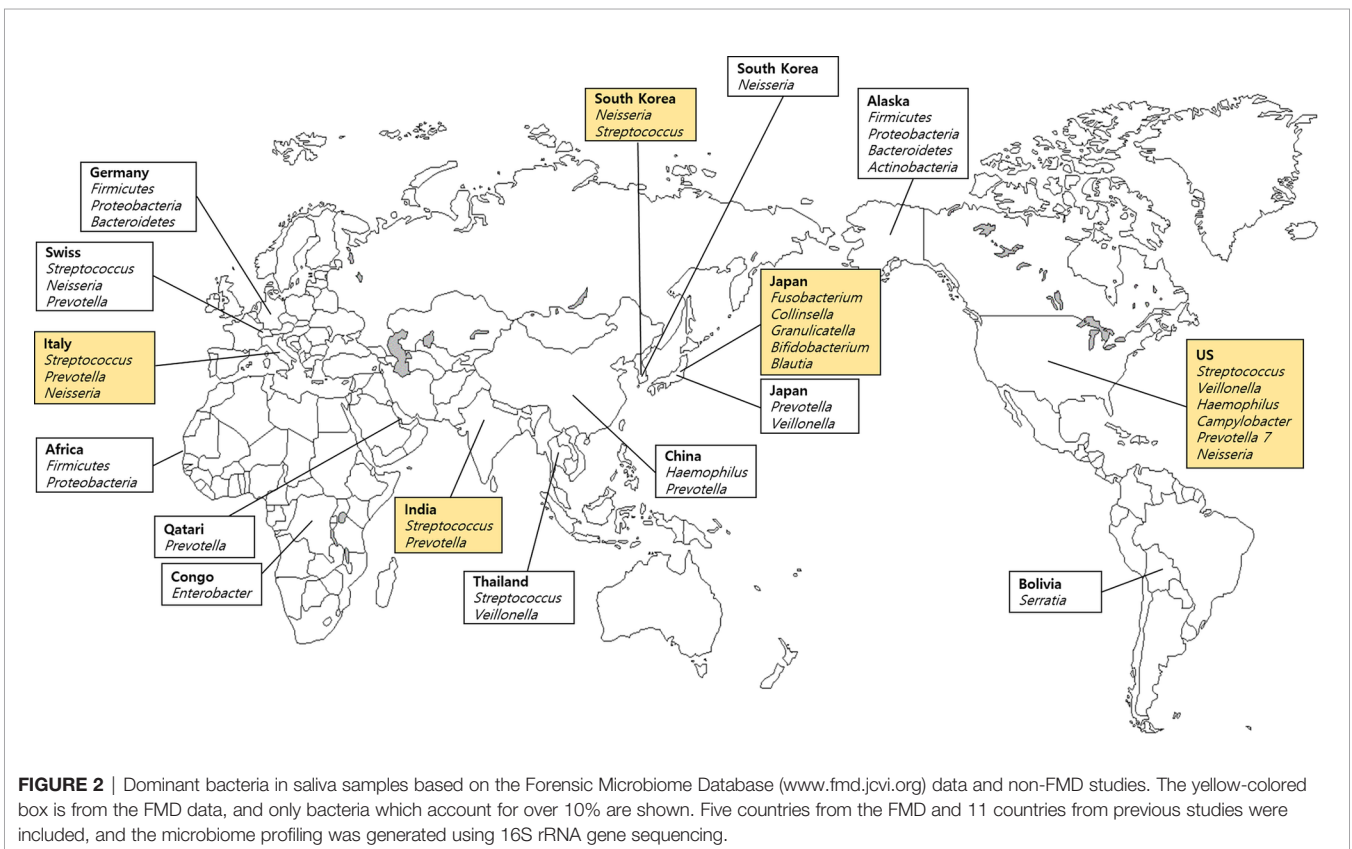 South Korea
Neisseria
South Korea
Neisseria
Streptococcus
Alaska
Firmicutes
Proteobacteria
Bacteroidetes
Actinobacteria
Germany
Firmicutes
Proteobacteria
Bacteroidetes
Swiss
Streptococcus
Neisseria
Prevotella
Japan
Fusobacterium
Collinsella
Granulicatella
Bifidobacterium
Blautia
Italy
Streptococcus
Prevotella
Neisseria
US
Streptococcus
Veillonella
Haemophilus
Campylobacter
Prevotella 7
Neisseria
Japan
Prevotella
Veillonella
Africa
Firmicutes
Proteobacteria
China
Haemophilus
Prevotella
India
Streptococcus
Prevotella
Qatari
Prevotella
Congo
Enterobacter
Thailand
Streptococcus
Veillonella
Bolivia
Serratia
FIGURE 2 | Dominant bacteria in saliva samples based on the Forensic Microbiome Database (www.fmd.jcvi.org) data and non-FMD studies. The yellow-colored
box is from the FMD data, and only bacteria which account for over 10% are shown. Five countries from the FMD and 11 countries from previous studies were
included, and the microbiome profiling was generated using 16S rRNA gene sequencing.